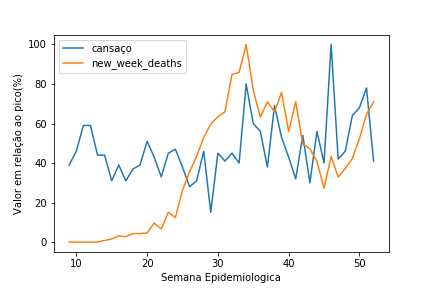 cansaço
new_week_deaths
Valor em relação ao pico(%)
100
80
60
40
20
0
10
20
30
40
50
Semana Epidemiologica